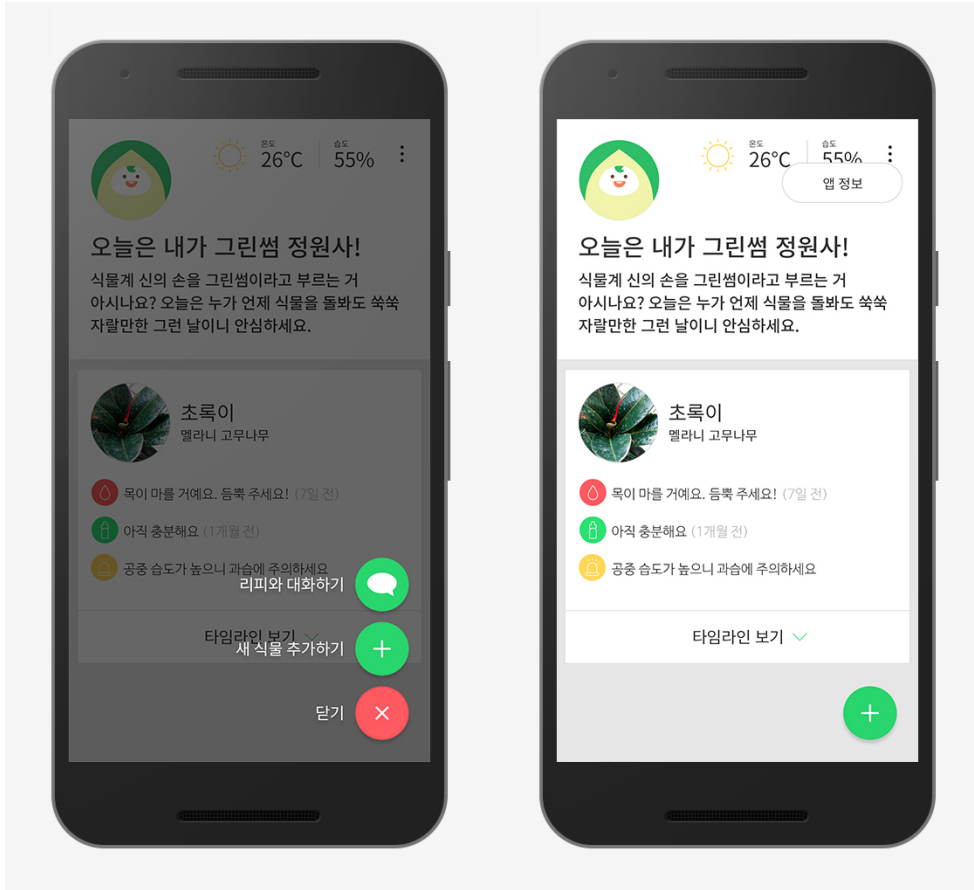 온도
26°C
습도
55%
오늘은 내가 그린썸 정원사!
식물계 신의 손을 그린썸이라고 부르는 거
아시나요? 오늘은 누가 언제 식물을 돌봐도 쑥쑥
자랄만한 그런 날이니 안심하세요.
초록이
멜라니 고무나무
목이 마를 거예요. 듬뿍 주세요! (7일 전)
아직 충분해요 (1개월 전)
공중 습도가 높으니 과습에 주의하세요
리피와 대화하기
타임라인 보기
새 식물 추가하기
닫기
온도
26°C
습도
55%
앱 정보
오늘은 내가 그린썸 정원사!
식물계 신의 손을 그린썸이라고 부르는 거
아시나요? 오늘은 누가 언제 식물을 돌봐도 쑥쑥
자랄만한 그런 날이니 안심하세요.
초록이
멜라니 고무나무
목이 마를 거예요. 듬뿍 주세요! (7일 전)
아직 충분해요 (1개월 전)
공중 습도가 높으니 과습에 주의하세요
타임라인 보기